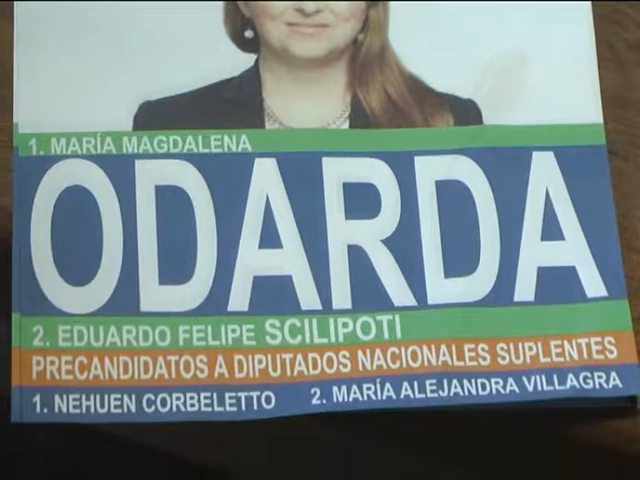 1. MARÍA MAGDALENA
ODARDA
2. EDUARDO FELIPE SCILIPOTI
PRECANDIDATOS A DIPUTADOS NACIONALES SUPLENTES
1. NEHUEN CORBELETTO 2. MARÍA ALEJANDRA VILLAGRA